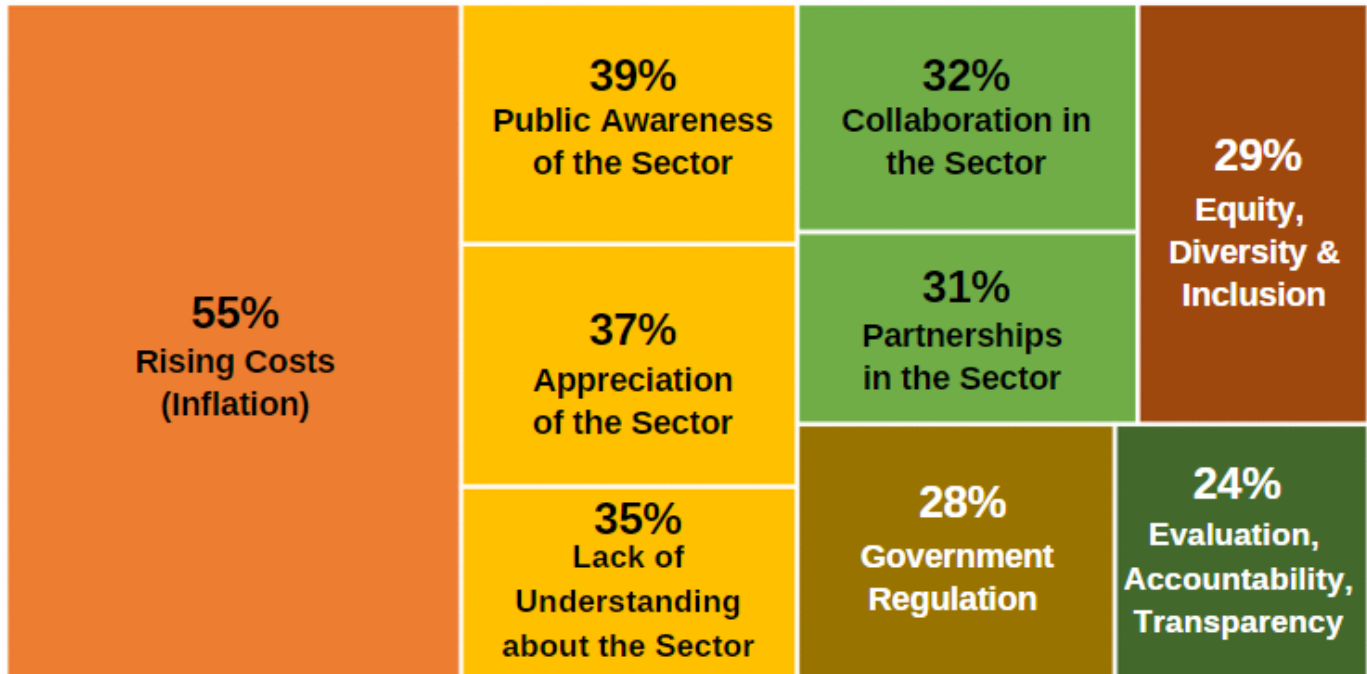 55%
Rising Costs
(Inflation)
39%
Public Awareness
of the Sector
37%
Appreciation
of the Sector
35%
Lack of
Understanding
about the Sector
32%
Collaboration in
the Sector
31%
Partnerships
in the Sector
29%
Equity,
Diversity &
Inclusion
28%
Government
Regulation
24%
Evaluation,
Accountability,
Transparency